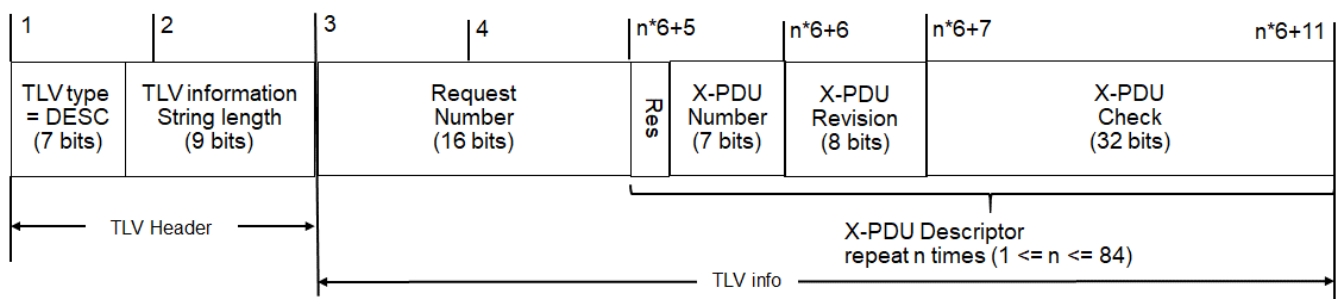 1 2 3 4 n*6+5 n*6+6 n*6+7 n*6+11
TLV type
= DESC
(7 bits)
TLV information
String length
(9 bits)
Request
Number
(16 bits)
Res
X-PDU
Number
(7 bits)
X-PDU
Revision
(8 bits)
X-PDU
Check
(32 bits)
TLV Header
X-PDU Descriptor
repeat n times (1 <= n <= 84)
TLV info